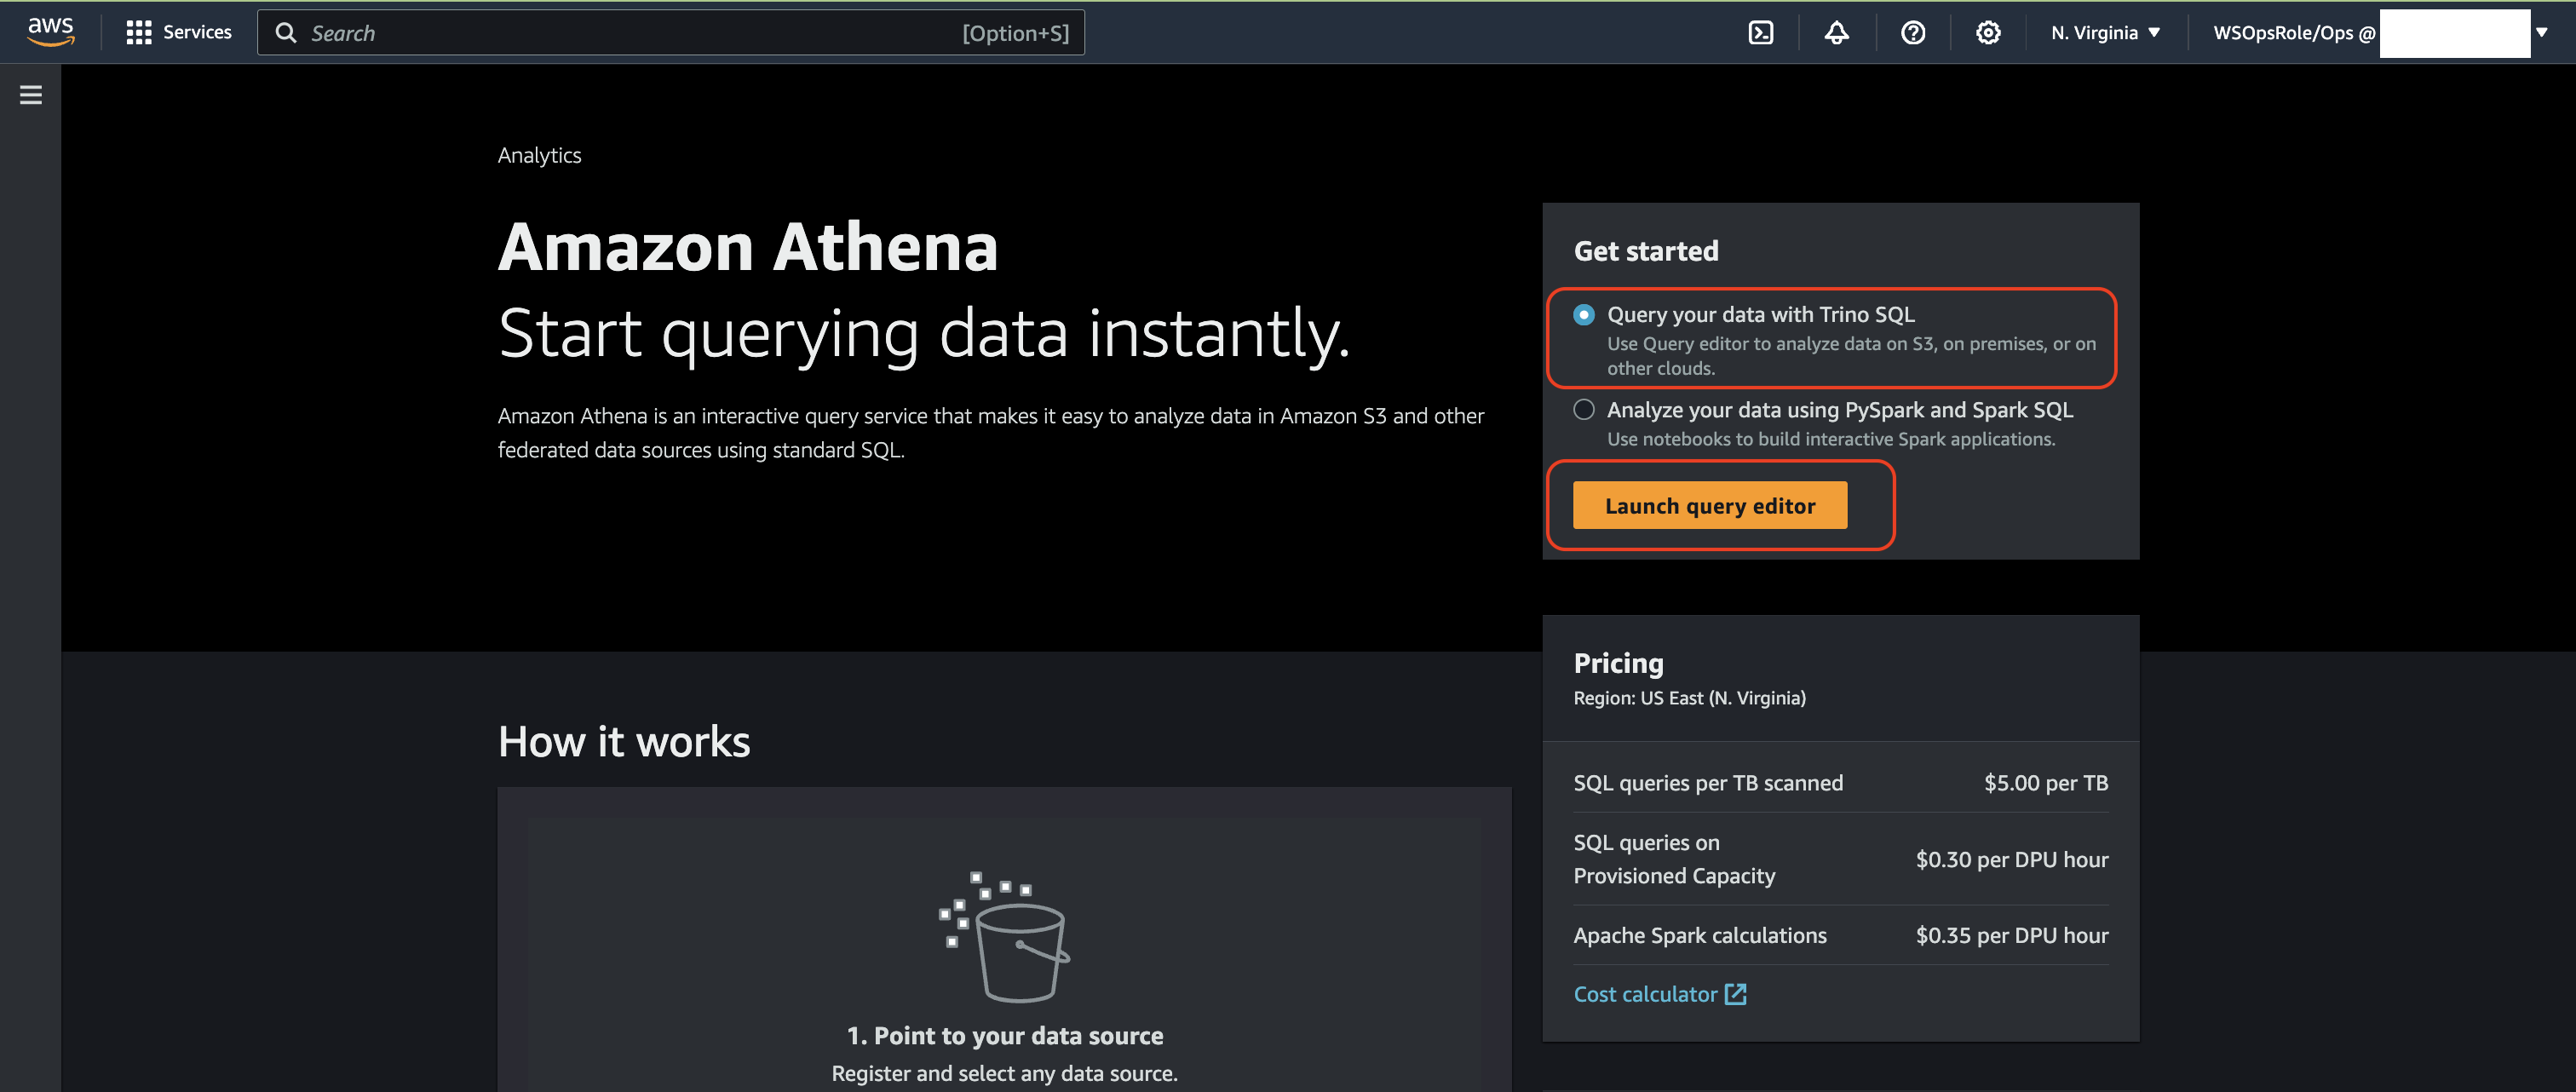 aws
Services
Search
[Option+S]
N. Virginia
WSOpsRole/Ops @
Analytics
Amazon Athena
Start querying data instantly.
Amazon Athena is an interactive query service that makes it easy to analyze data in Amazon S3 and other
federated data sources using standard SQL.
Get started
Query your data with Trino SQL
Use Query editor to analyze data on S3, on premises, or on
other clouds.
Analyze your data using PySpark and Spark SQL
Use notebooks to build interactive Spark applications.
Launch query editor
Pricing
Region: US East (N. Virginia)
SQL queries per TB scanned
$5.00 per TB
SQL queries on
Provisioned Capacity
$0.30 per DPU hour
Apache Spark calculations
$0.35 per DPU hour
Cost calculator
How it works
1. Point to your data source
Register and select any data source.